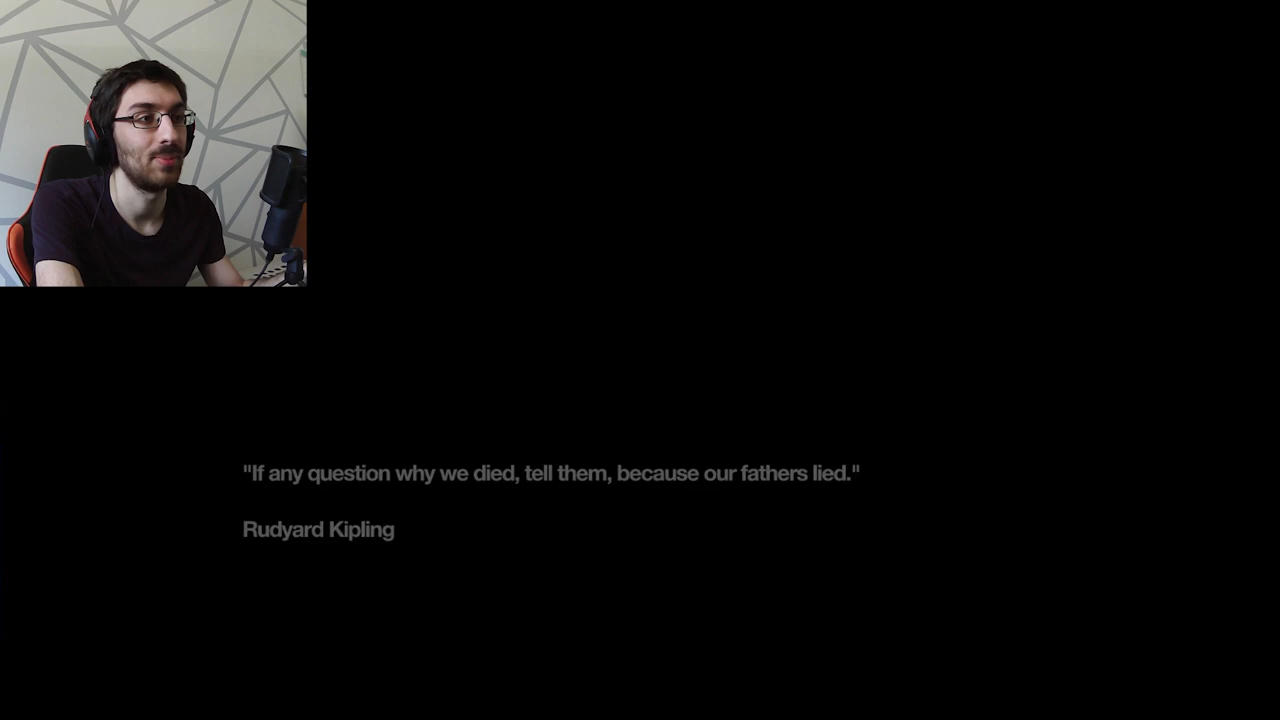 "If any question why we died, tell them, because our fathers lied."
Rudyard Kipling